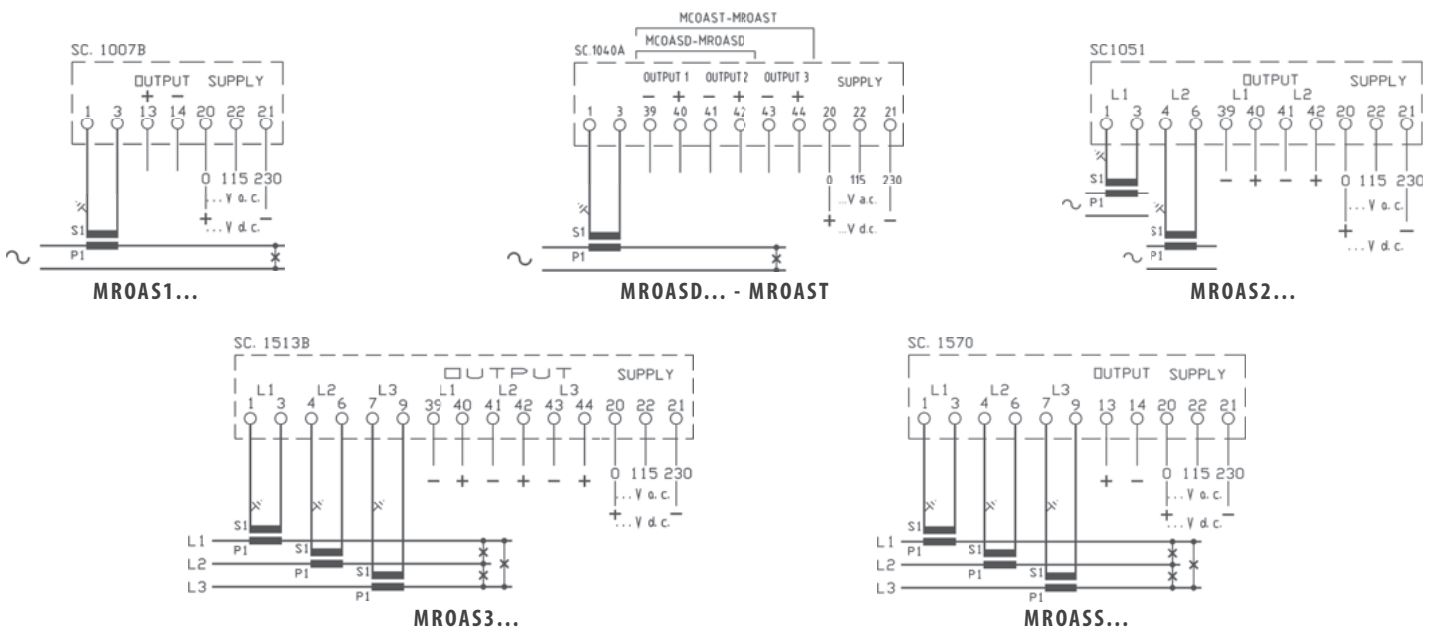 SC. 1007B
OUTPUT SUPPLY
+ −
1 3 13 14 20 22 21
0 115 230
...V a.c.
+ −
...V d.c.
S1
P1
MROAS1...
MCOAST-MROAST
MCOASD-MROASD
SC.1040A
OUTPUT 1 OUTPUT 2 OUTPUT 3 SUPPLY
− + − + − +
1 3 39 40 41 42 43 44 20 22 21
0 115 230
...V a.c.
+ −
...V d.c.
S1
P1
MROASD... - MROAST
SC1051
OUTPUT SUPPLY
L1 L2 L1 L2
1 3 4 6 39 40 41 42 20 22 21
− + − + 0 115 230
...V a.c.
+ −
...V d.c.
S1
P1
S1
P1
MROAS2...
SC. 1513B
OUTPUT SUPPLY
L1 L2 L3 L1 L2 L3
1 3 4 6 7 9 39 40 41 42 43 44 20 22 21
− + − + − + 0 115 230
...V a.c.
+ −
...V d.c.
S1
L1 P1 S1
L2 P1 S1
L3 P1
MROAS3...
SC. 1570
OUTPUT SUPPLY
L1 L2 L3
1 3 4 6 7 9 13 14 20 22 21
+ − 0 115 230
...V a.c.
+ −
...V d.c.
S1
L1 P1 S1
L2 P1 S1
L3 P1
MROASS...